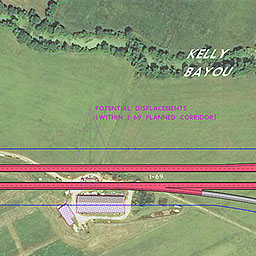 KELLY
BAYOU
POTENTIAL DISPLACEMENTS
(WITHIN I-69 PLANNED CORRIDOR)
I-69